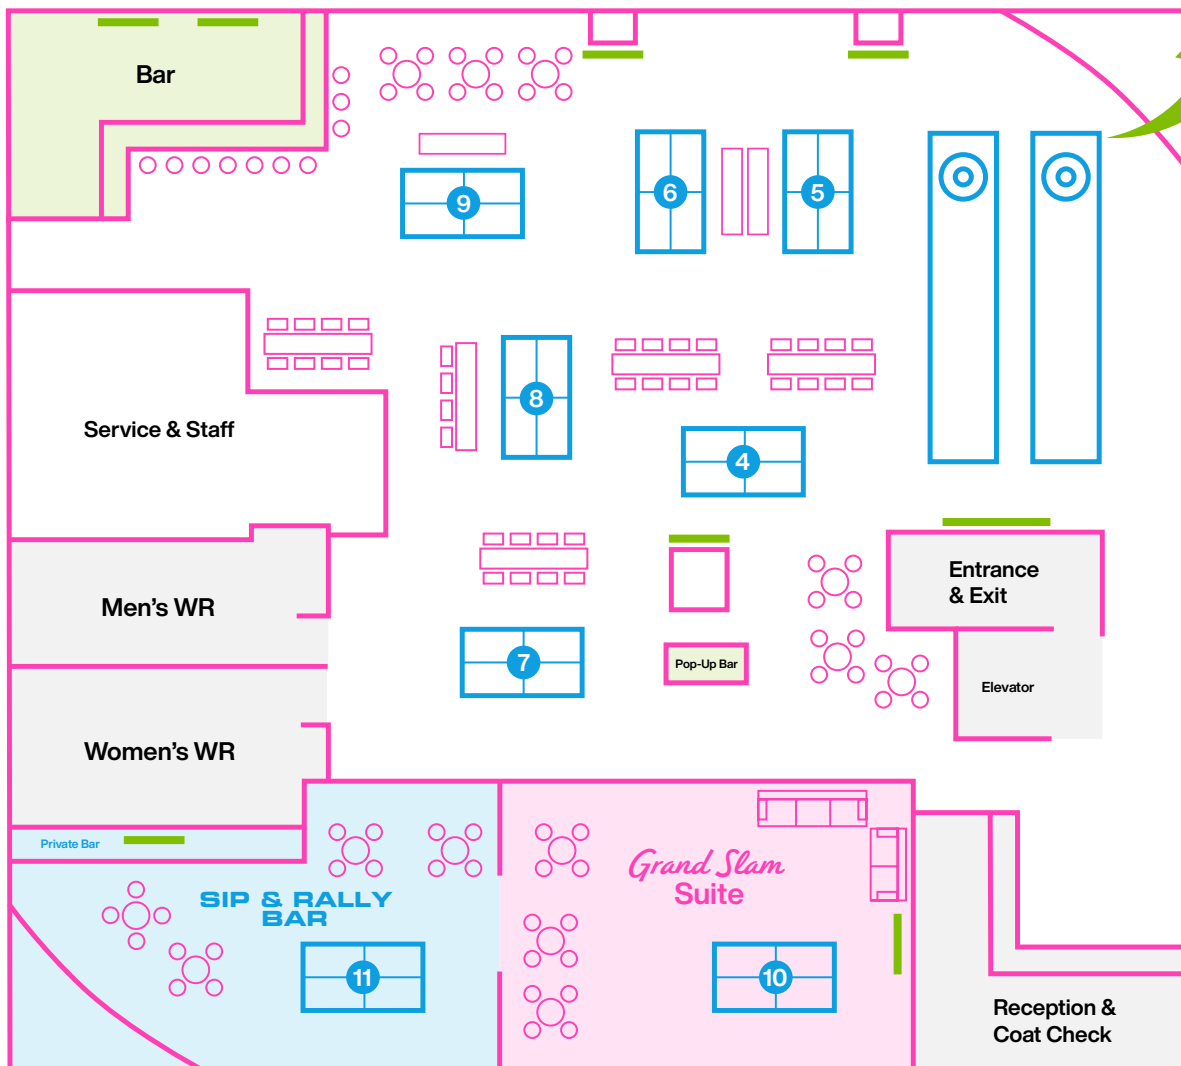 Bar
9
6
5
8
4
Service & Staff
Entrance
& Exit
Men's WR
7
Pop-Up Bar
Elevator
Women's WR
Private Bar
SIP & RALLY
BAR
Grand Slam
Suite
11
10
Reception &
Coat Check